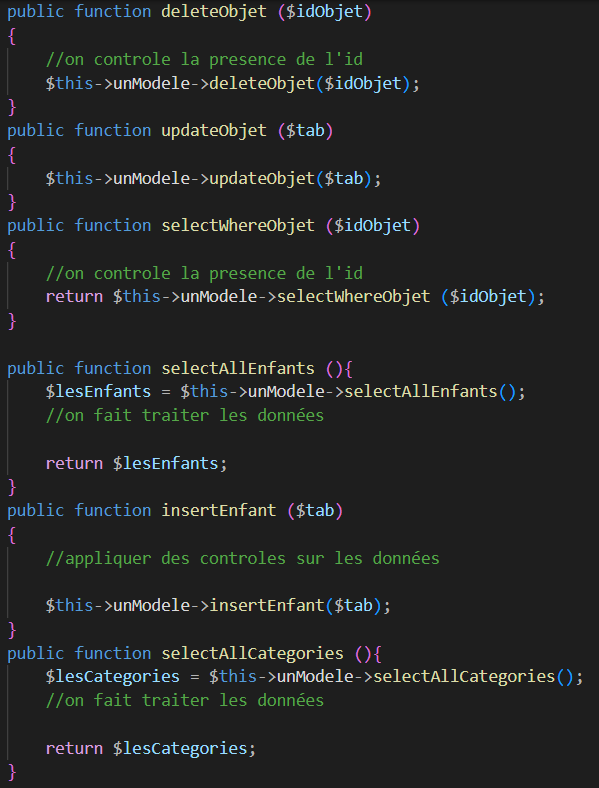 public function deleteObjet ($idObjet)
{
//on controle la presence de l'id
$this->unModele->deleteObjet($idObjet);
}
public function updateObjet ($tab)
{
$this->unModele->updateObjet($tab);
}
public function selectWhereObjet ($idObjet)
{
//on controle la presence de l'id
return $this->unModele->selectWhereObjet ($idObjet);
}
public function selectAllEnfants (){
$lesEnfants = $this->unModele->selectAllEnfants();
//on fait traiter les données
return $lesEnfants;
}
public function insertEnfant ($tab)
{
//appliquer des controles sur les données
$this->unModele->insertEnfant($tab);
}
public function selectAllCategories (){
$lesCategories = $this->unModele->selectAllCategories();
//on fait traiter les données
return $lesCategories;
}